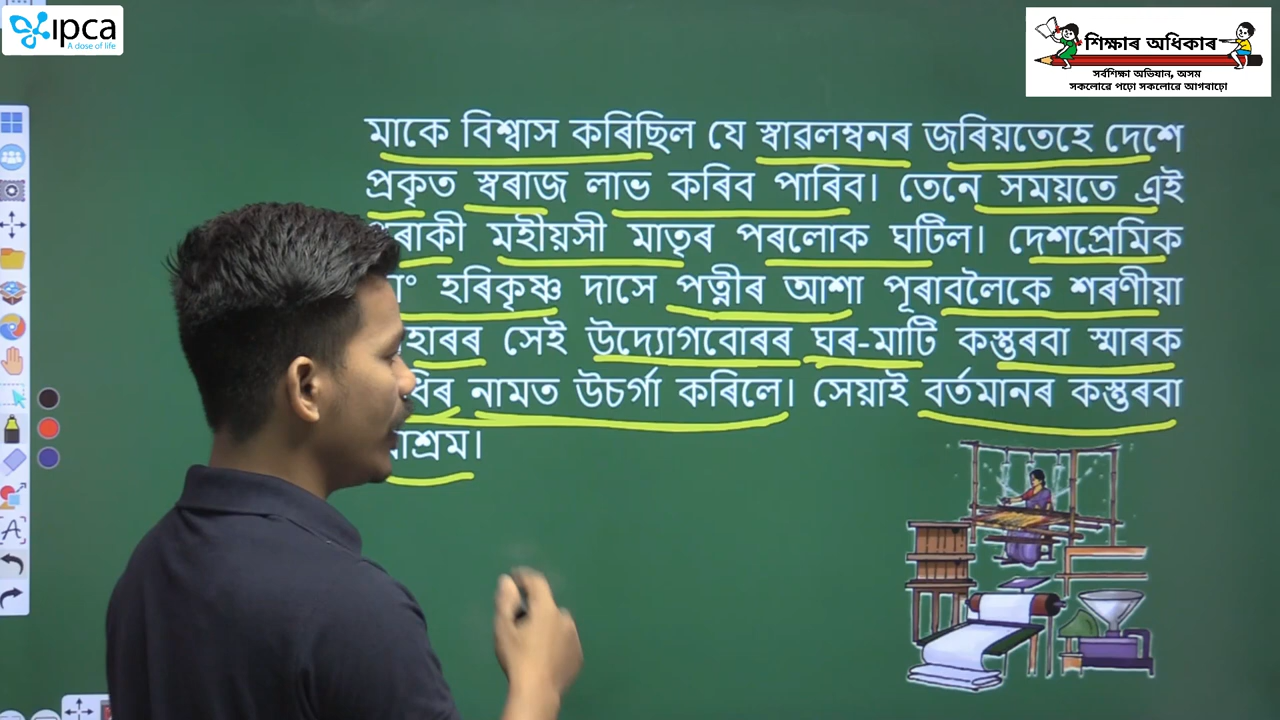 ipca
A dose of life
শিক্ষাৰ অধিকাৰ
সৰ্বশিক্ষা অভিযান, অসম
সকলোৱে পঢ়ো সকলোৱে আগবাঢ়ো
মাকে বিশ্বাস কৰিছিল যে স্বাৱলম্বনৰ জৰিয়তেহে দেশে
প্ৰকৃত স্বৰাজ লাভ কৰিব পাৰিব। তেনে সময়তে এই
মহীয়সী মাতৃৰ পৰলোক ঘটিল। দেশপ্ৰেমিক
হৰিকৃষ্ণ দাসে পত্নীৰ আশা পূৰাবলৈকে শৰণীয়া
সেই উদ্যোগবোৰৰ ঘৰ-মাটি কস্তুৰবা স্মাৰক
নামত উচৰ্গা কৰিলে। সেয়াই বৰ্তমানৰ কস্তুৰবা
A